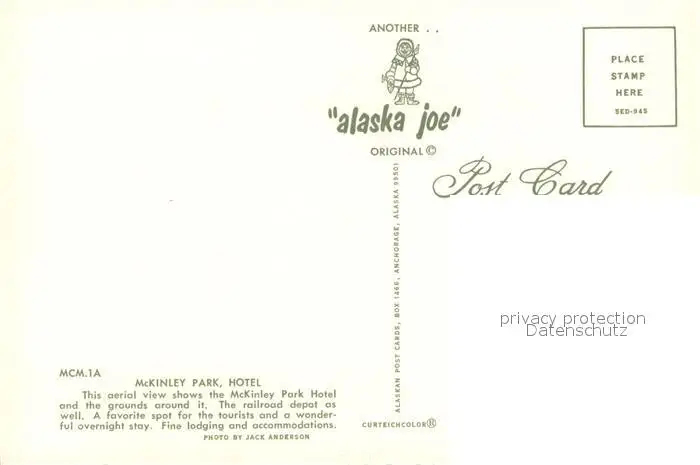 ANOTHER . .
"alaska joe"
ORIGINAL ©
PLACE
STAMP
HERE
5ED-945
Post Card
ALASKAN POST CARDS, BOX 1466, ANCHORAGE, ALASKA 99501
privacy protection
Datenschutz
MCM.1A
McKINLEY PARK, HOTEL
This aerial view shows the McKinley Park Hotel
and the grounds around it. The railroad depot as
well. A favorite spot for the tourists and a wonder-
ful overnight stay. Fine lodging and accommodations.
PHOTO BY JACK ANDERSON
CURTEICHCOLOR®